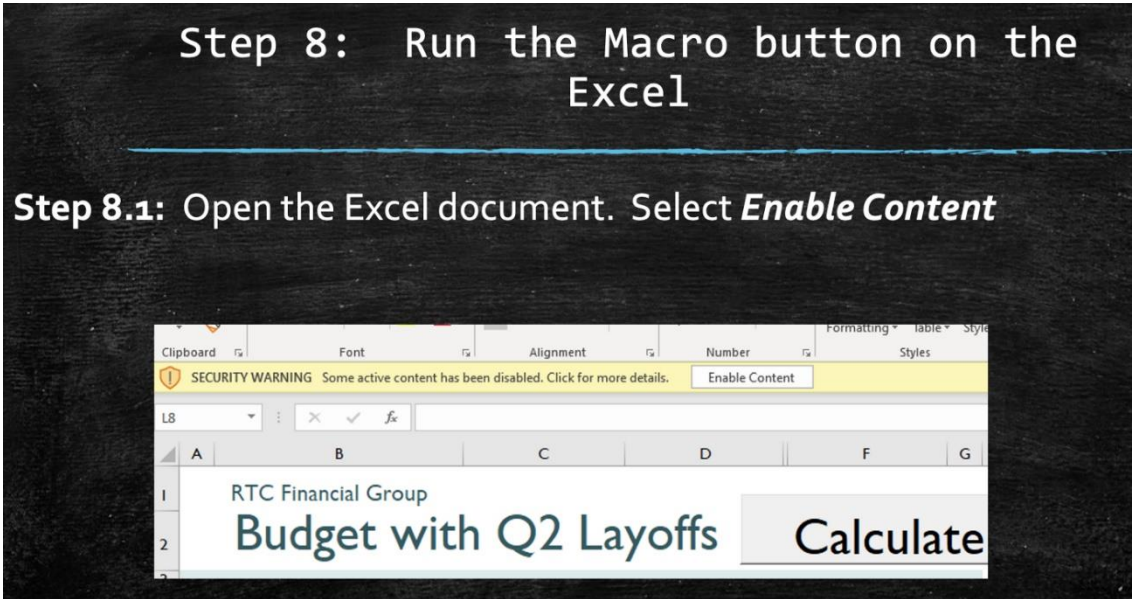 Step 8: Run the Macro button on the
Excel
Step 8.1: Open the Excel document. Select Enable Content
Formatting Table Style
Clipboard Font Alignment Number Styles
SECURITY WARNING Some active content has been disabled. Click for more details. Enable Content
L8 fx
A B C D F G
1 RTC Financial Group
2 Budget with Q2 Layoffs Calculate